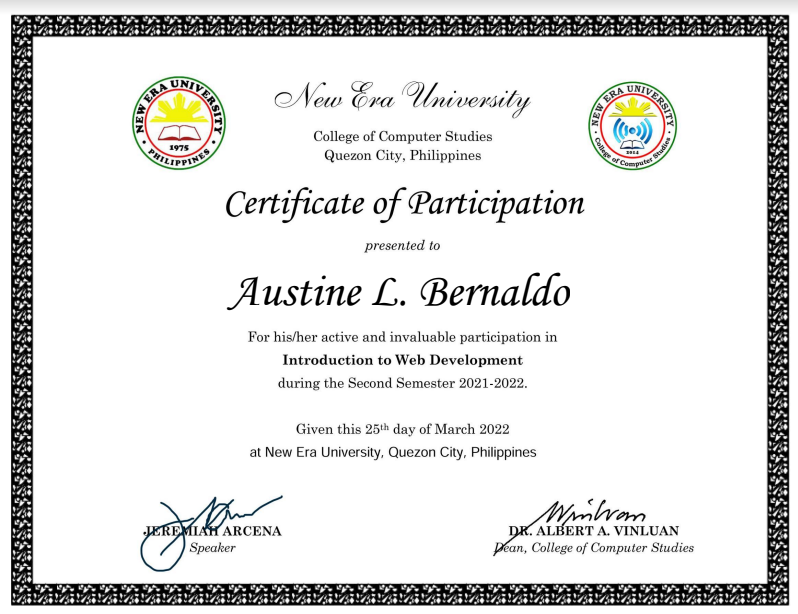 NEW ERA UNIVERSITY
1975
PHILIPPINES
New Era University
College of Computer Studies
Quezon City, Philippines
NEW ERA UNIVERSITY
2014
College of Computer Studies
Certificate of Participation
presented to
Austine L. Bernaldo
For his/her active and invaluable participation in
Introduction to Web Development
during the Second Semester 2021-2022.
Given this 25th day of March 2022
at New Era University, Quezon City, Philippines
JEREMIAH ARCENA
Speaker
DR. ALBERT A. VINLUAN
Dean, College of Computer Studies